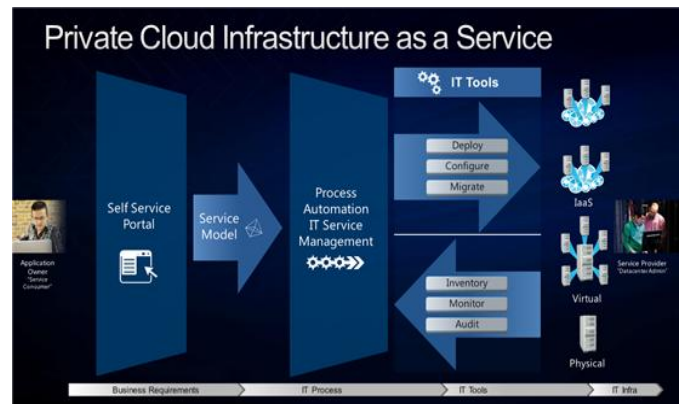 Private Cloud Infrastructure as a Service
IT Tools
Deploy
Configure
Migrate
IaaS
Self Service
Portal
Service
Model
Process
Automation
IT Service
Management
Application
Owner
"Service
Consumer"
Service Provider
"Datacenter Admin"
Inventory
Monitor
Audit
Virtual
Physical
Business Requirements
IT Process
IT Tools
IT Infra